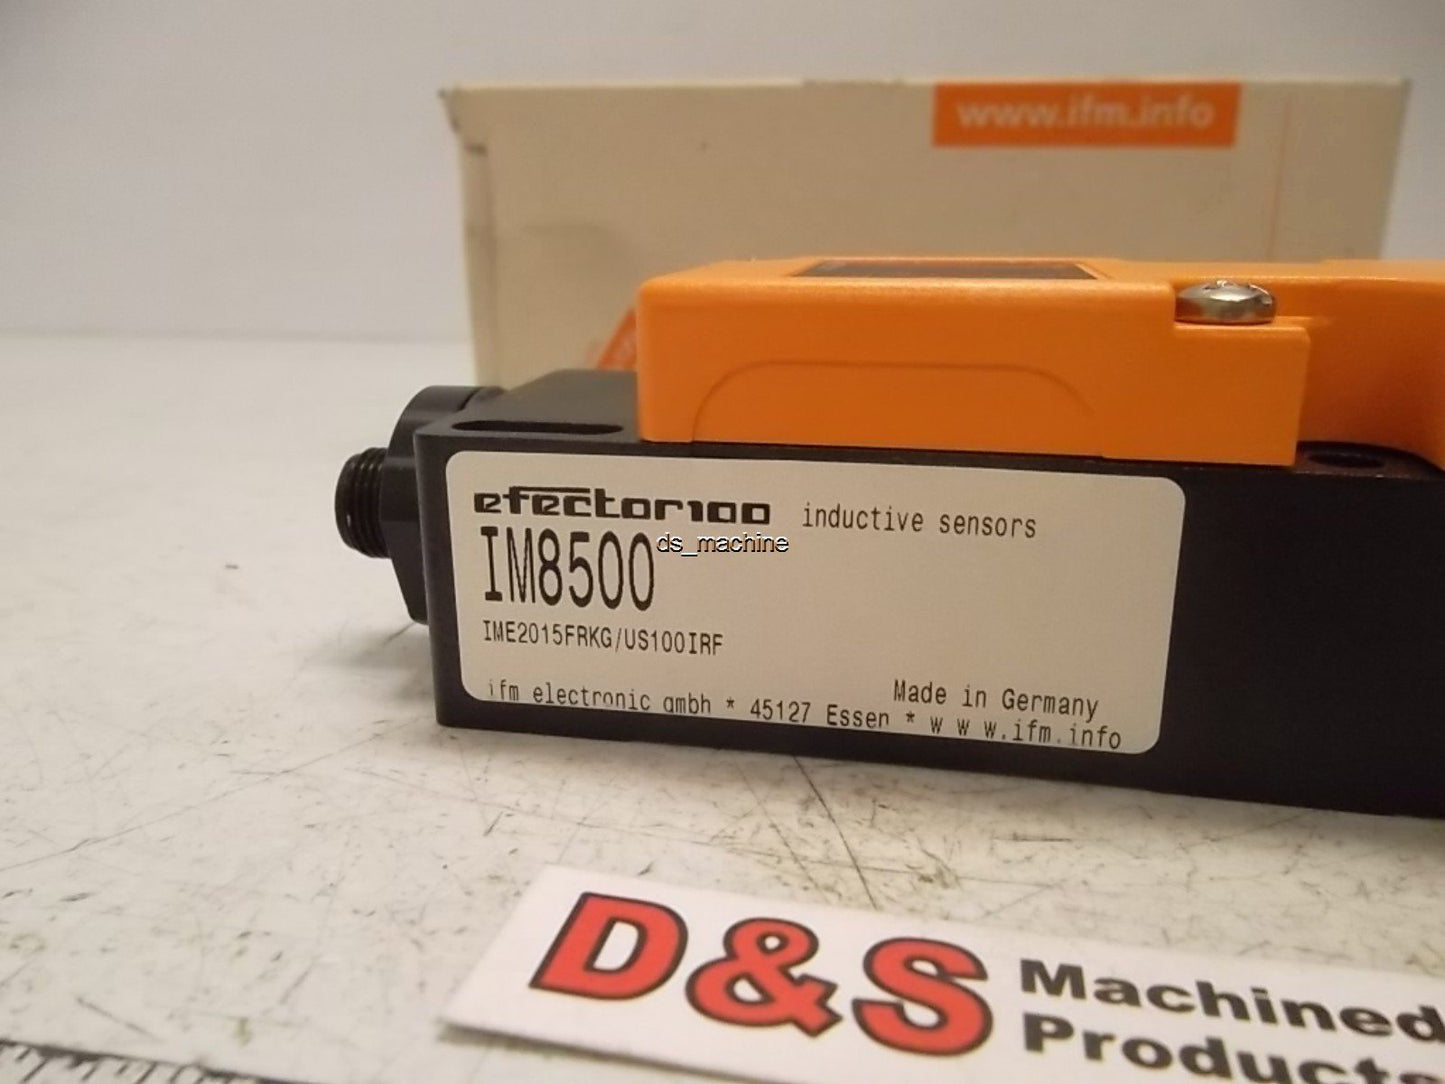 www.ifm.info
efector100 inductive sensors
IM8500
ds_machine
IME2015FRKG/US100IRF
Made in Germany
ifm electronic gmbh * 45127 Essen * w w w.ifm.info
D&S Machined
Products